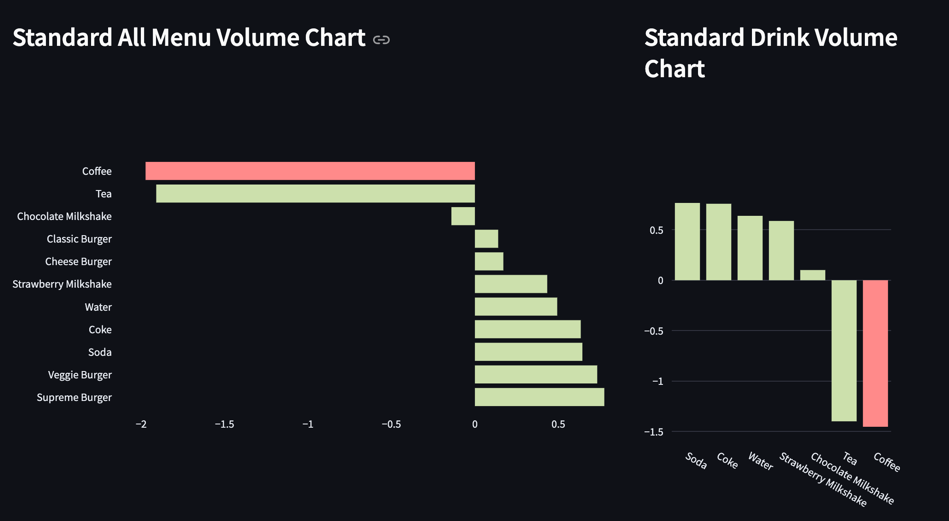 Standard All Menu Volume Chart
Coffee
Tea
Chocolate Milkshake
Classic Burger
Cheese Burger
Strawberry Milkshake
Water
Coke
Soda
Veggie Burger
Supreme Burger
−2 −1.5 −1 −0.5 0 0.5
Standard Drink Volume
Chart
0.5
0
−0.5
−1
−1.5
Soda
Coke
Water
Strawberry Milkshake
Chocolate Milkshake
Tea
Coffee